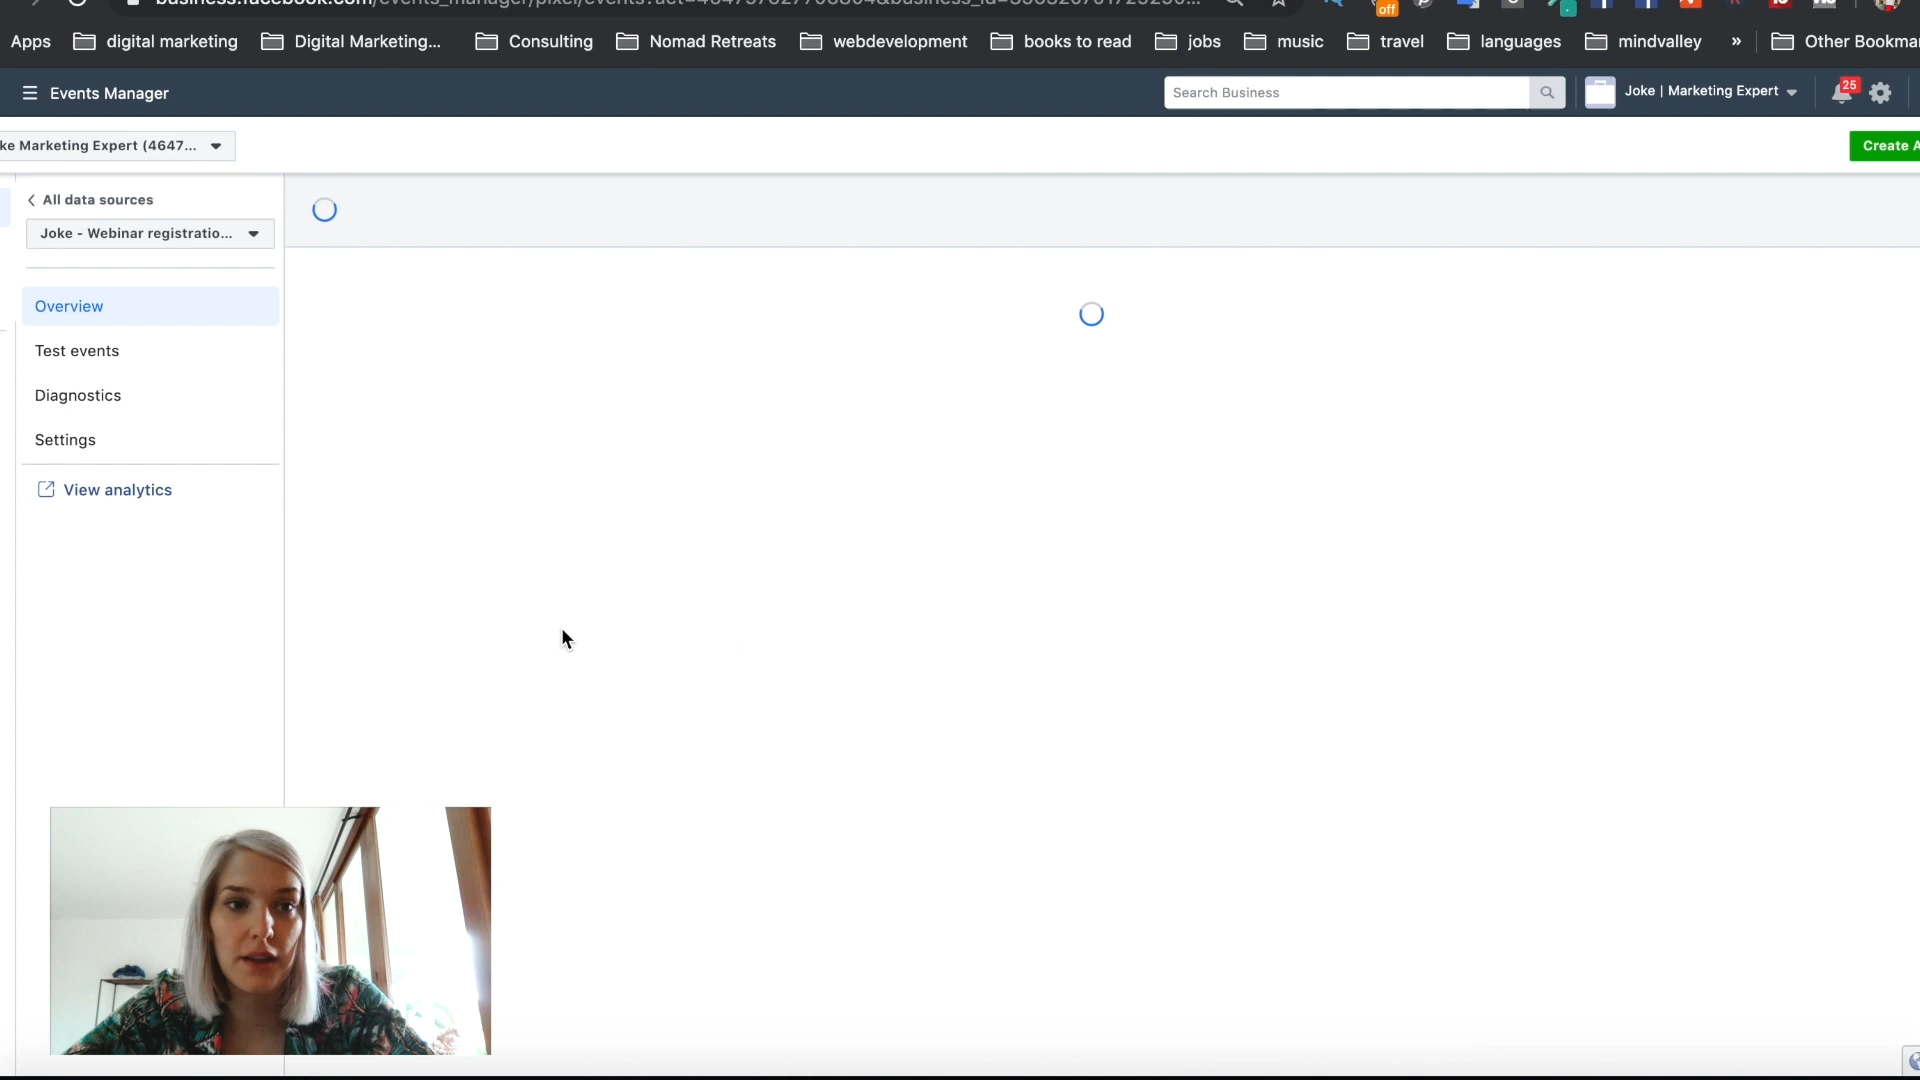 Apps digital marketing Digital Marketing... Consulting Nomad Retreats webdevelopment books to read jobs music travel languages mindvalley » Other Bookma
Events Manager
Search Business
Joke | Marketing Expert
25
off
ke Marketing Expert (4647...
Create A
All data sources
Joke - Webinar registratio...
Overview
Test events
Diagnostics
Settings
View analytics